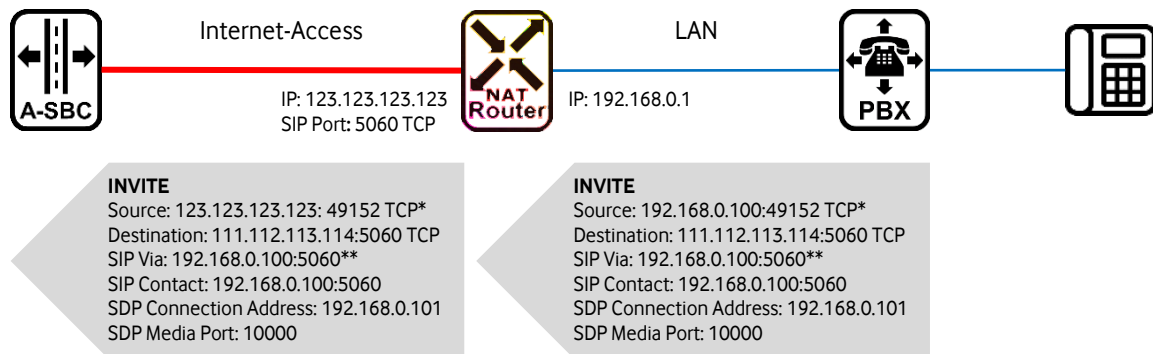 Internet-Access
LAN
A-SBC
IP: 123.123.123.123
SIP Port: 5060 TCP
NAT
Router
IP: 192.168.0.1
PBX
INVITE
Source: 123.123.123.123: 49152 TCP*
Destination: 111.112.113.114:5060 TCP
SIP Via: 192.168.0.100:5060**
SIP Contact: 192.168.0.100:5060
SDP Connection Address: 192.168.0.101
SDP Media Port: 10000
INVITE
Source: 192.168.0.100:49152 TCP*
Destination: 111.112.113.114:5060 TCP
SIP Via: 192.168.0.100:5060**
SIP Contact: 192.168.0.100:5060
SDP Connection Address: 192.168.0.101
SDP Media Port: 10000